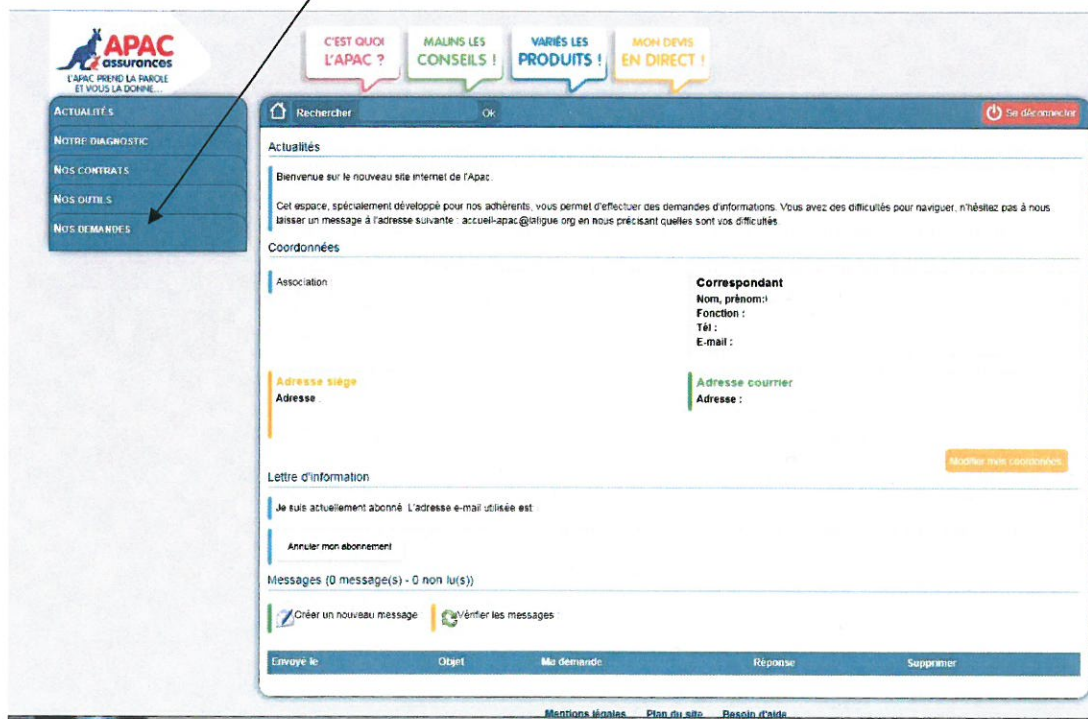 APAC
assurances
L'APAC PREND LA PAROLE
ET VOUS LA DONNE...
C'EST QUOI
L'APAC ?
MALINS LES
CONSEILS !
VARIÉS LES
PRODUITS !
MON DEVIS
EN DIRECT !
ACTUALITÉS
NOTRE DIAGNOSTIC
NOS CONTRATS
NOS OUTILS
NOS DEMANDES
Rechercher Ok Se déconnecter
Actualités
Bienvenue sur le nouveau site internet de l'Apac.
Cet espace, spécialement développé pour nos adhérents, vous permet d'effectuer des demandes d'informations. Vous avez des difficultés pour naviguer, n'hésitez pas à nous
laisser un message à l'adresse suivante : accueil-apac@laligue.org en nous précisant quelles sont vos difficultés
Coordonnées
Association
Correspondant
Nom, prénom:
Fonction :
Tél :
E-mail :
Adresse siège
Adresse :
Adresse courrier
Adresse :
Modifier mes coordonnées
Lettre d'information
Je suis actuellement abonné. L'adresse e-mail utilisée est
Annuler mon abonnement
Messages (0 message(s) - 0 non lu(s))
Créer un nouveau message Vérifier les messages
Envoyé le Objet Ma demande Réponse Supprimer
Mentions légales Plan du site Besoin d'aide